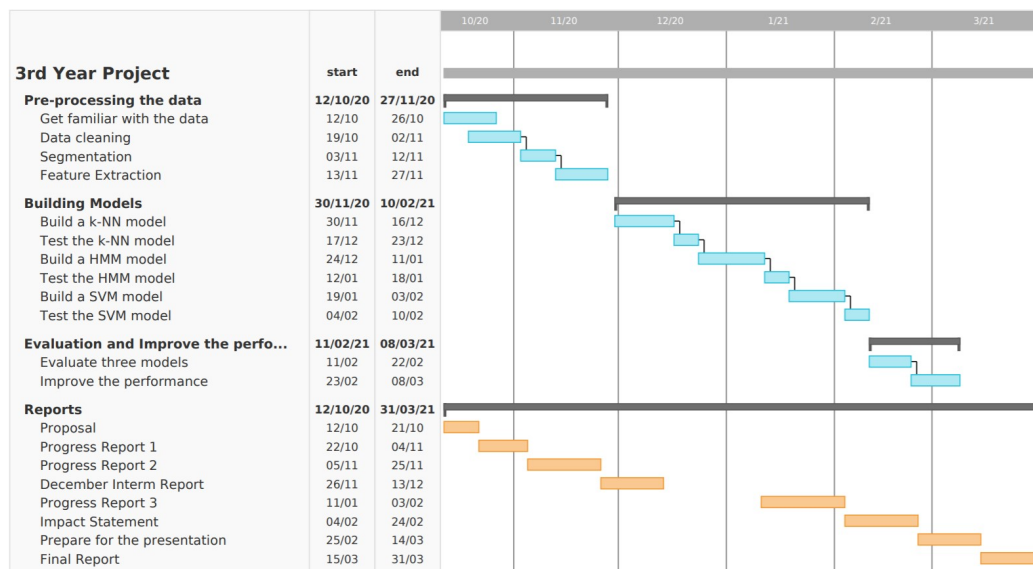 10/20 11/20 12/20 1/21 2/21 3/21
3rd Year Project start end
Pre-processing the data 12/10/20 27/11/20
Get familiar with the data 12/10 26/10
Data cleaning 19/10 02/11
Segmentation 03/11 12/11
Feature Extraction 13/11 27/11
Building Models 30/11/20 10/02/21
Build a k-NN model 30/11 16/12
Test the k-NN model 17/12 23/12
Build a HMM model 24/12 11/01
Test the HMM model 12/01 18/01
Build a SVM model 19/01 03/02
Test the SVM model 04/02 10/02
Evaluation and Improve the perfo... 11/02/21 08/03/21
Evaluate three models 11/02 22/02
Improve the performance 23/02 08/03
Reports 12/10/20 31/03/21
Proposal 12/10 21/10
Progress Report 1 22/10 04/11
Progress Report 2 05/11 25/11
December Interm Report 26/11 13/12
Progress Report 3 11/01 03/02
Impact Statement 04/02 24/02
Prepare for the presentation 25/02 14/03
Final Report 15/03 31/03